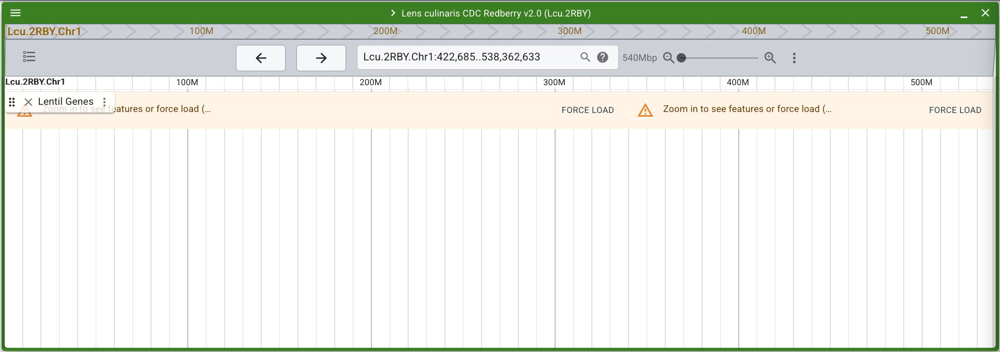 Lens culinaris CDC Redberry v2.0 (Lcu.2RBY)
Lcu.2RBY.Chr1 100M 200M 300M 400M 500M
Lcu.2RBY.Chr1:422,685..538,362,633 540Mbp
Lcu.2RBY.Chr1 100M 200M 300M 400M 500M
Lentil Genes
Zoom in to see features or force load (… FORCE LOAD Zoom in to see features or force load (… FORCE LOAD